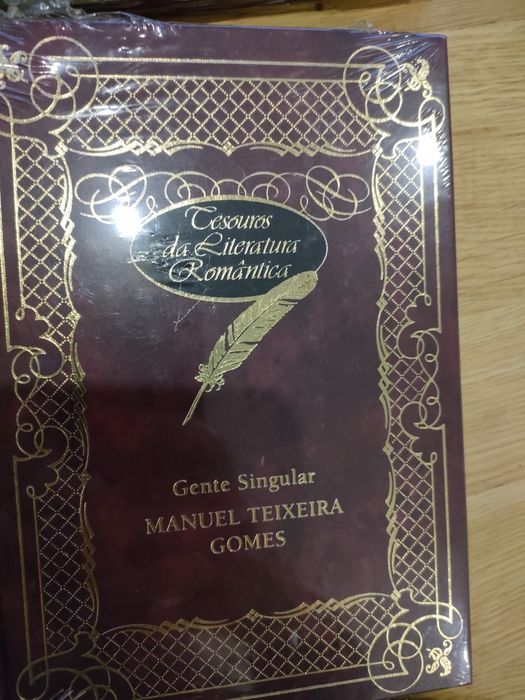 Tesouros
da Literatura
Romântica
Gente Singular
MANUEL TEIXEIRA
GOMES